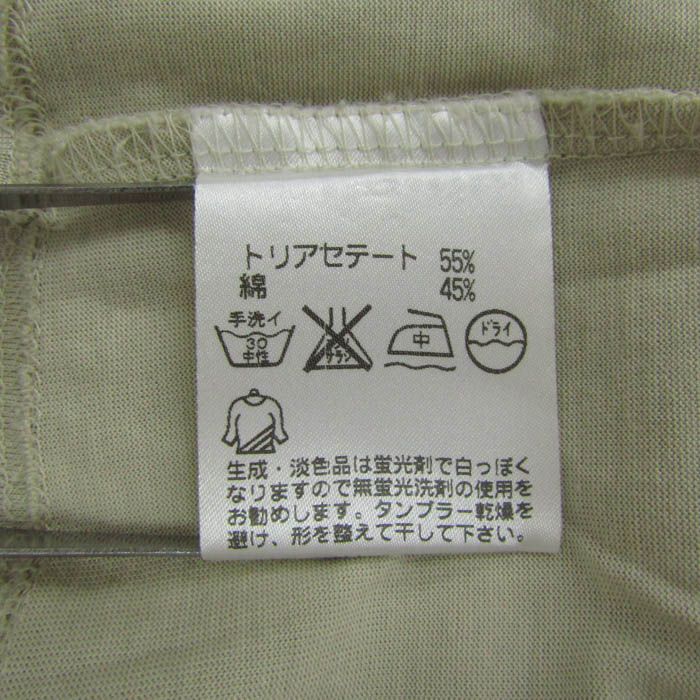 トリアセテート 55%
綿 45%
手洗イ
30
中性
エンソ
サラシ
中
ドライ
生成・淡色品は蛍光剤で白っぽく
なりますので無蛍光洗剤の使用を
お勧めします。タンブラー乾燥を
避け、形を整えて干して下さい。